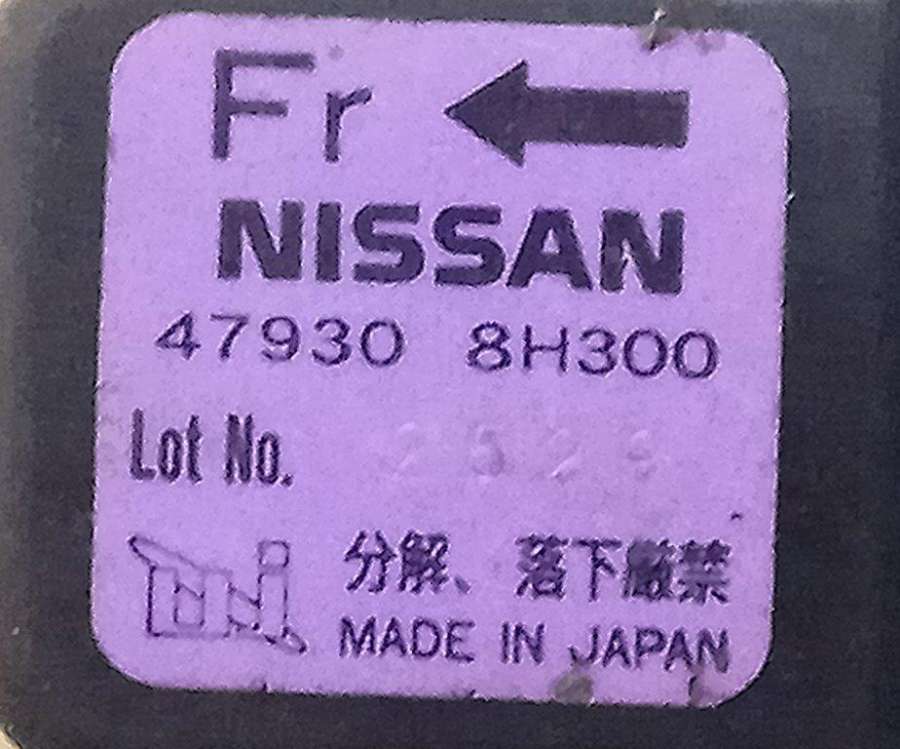 Fr
NISSAN
47930 8H300
Lot No.
分解、落下厳禁
MADE IN JAPAN